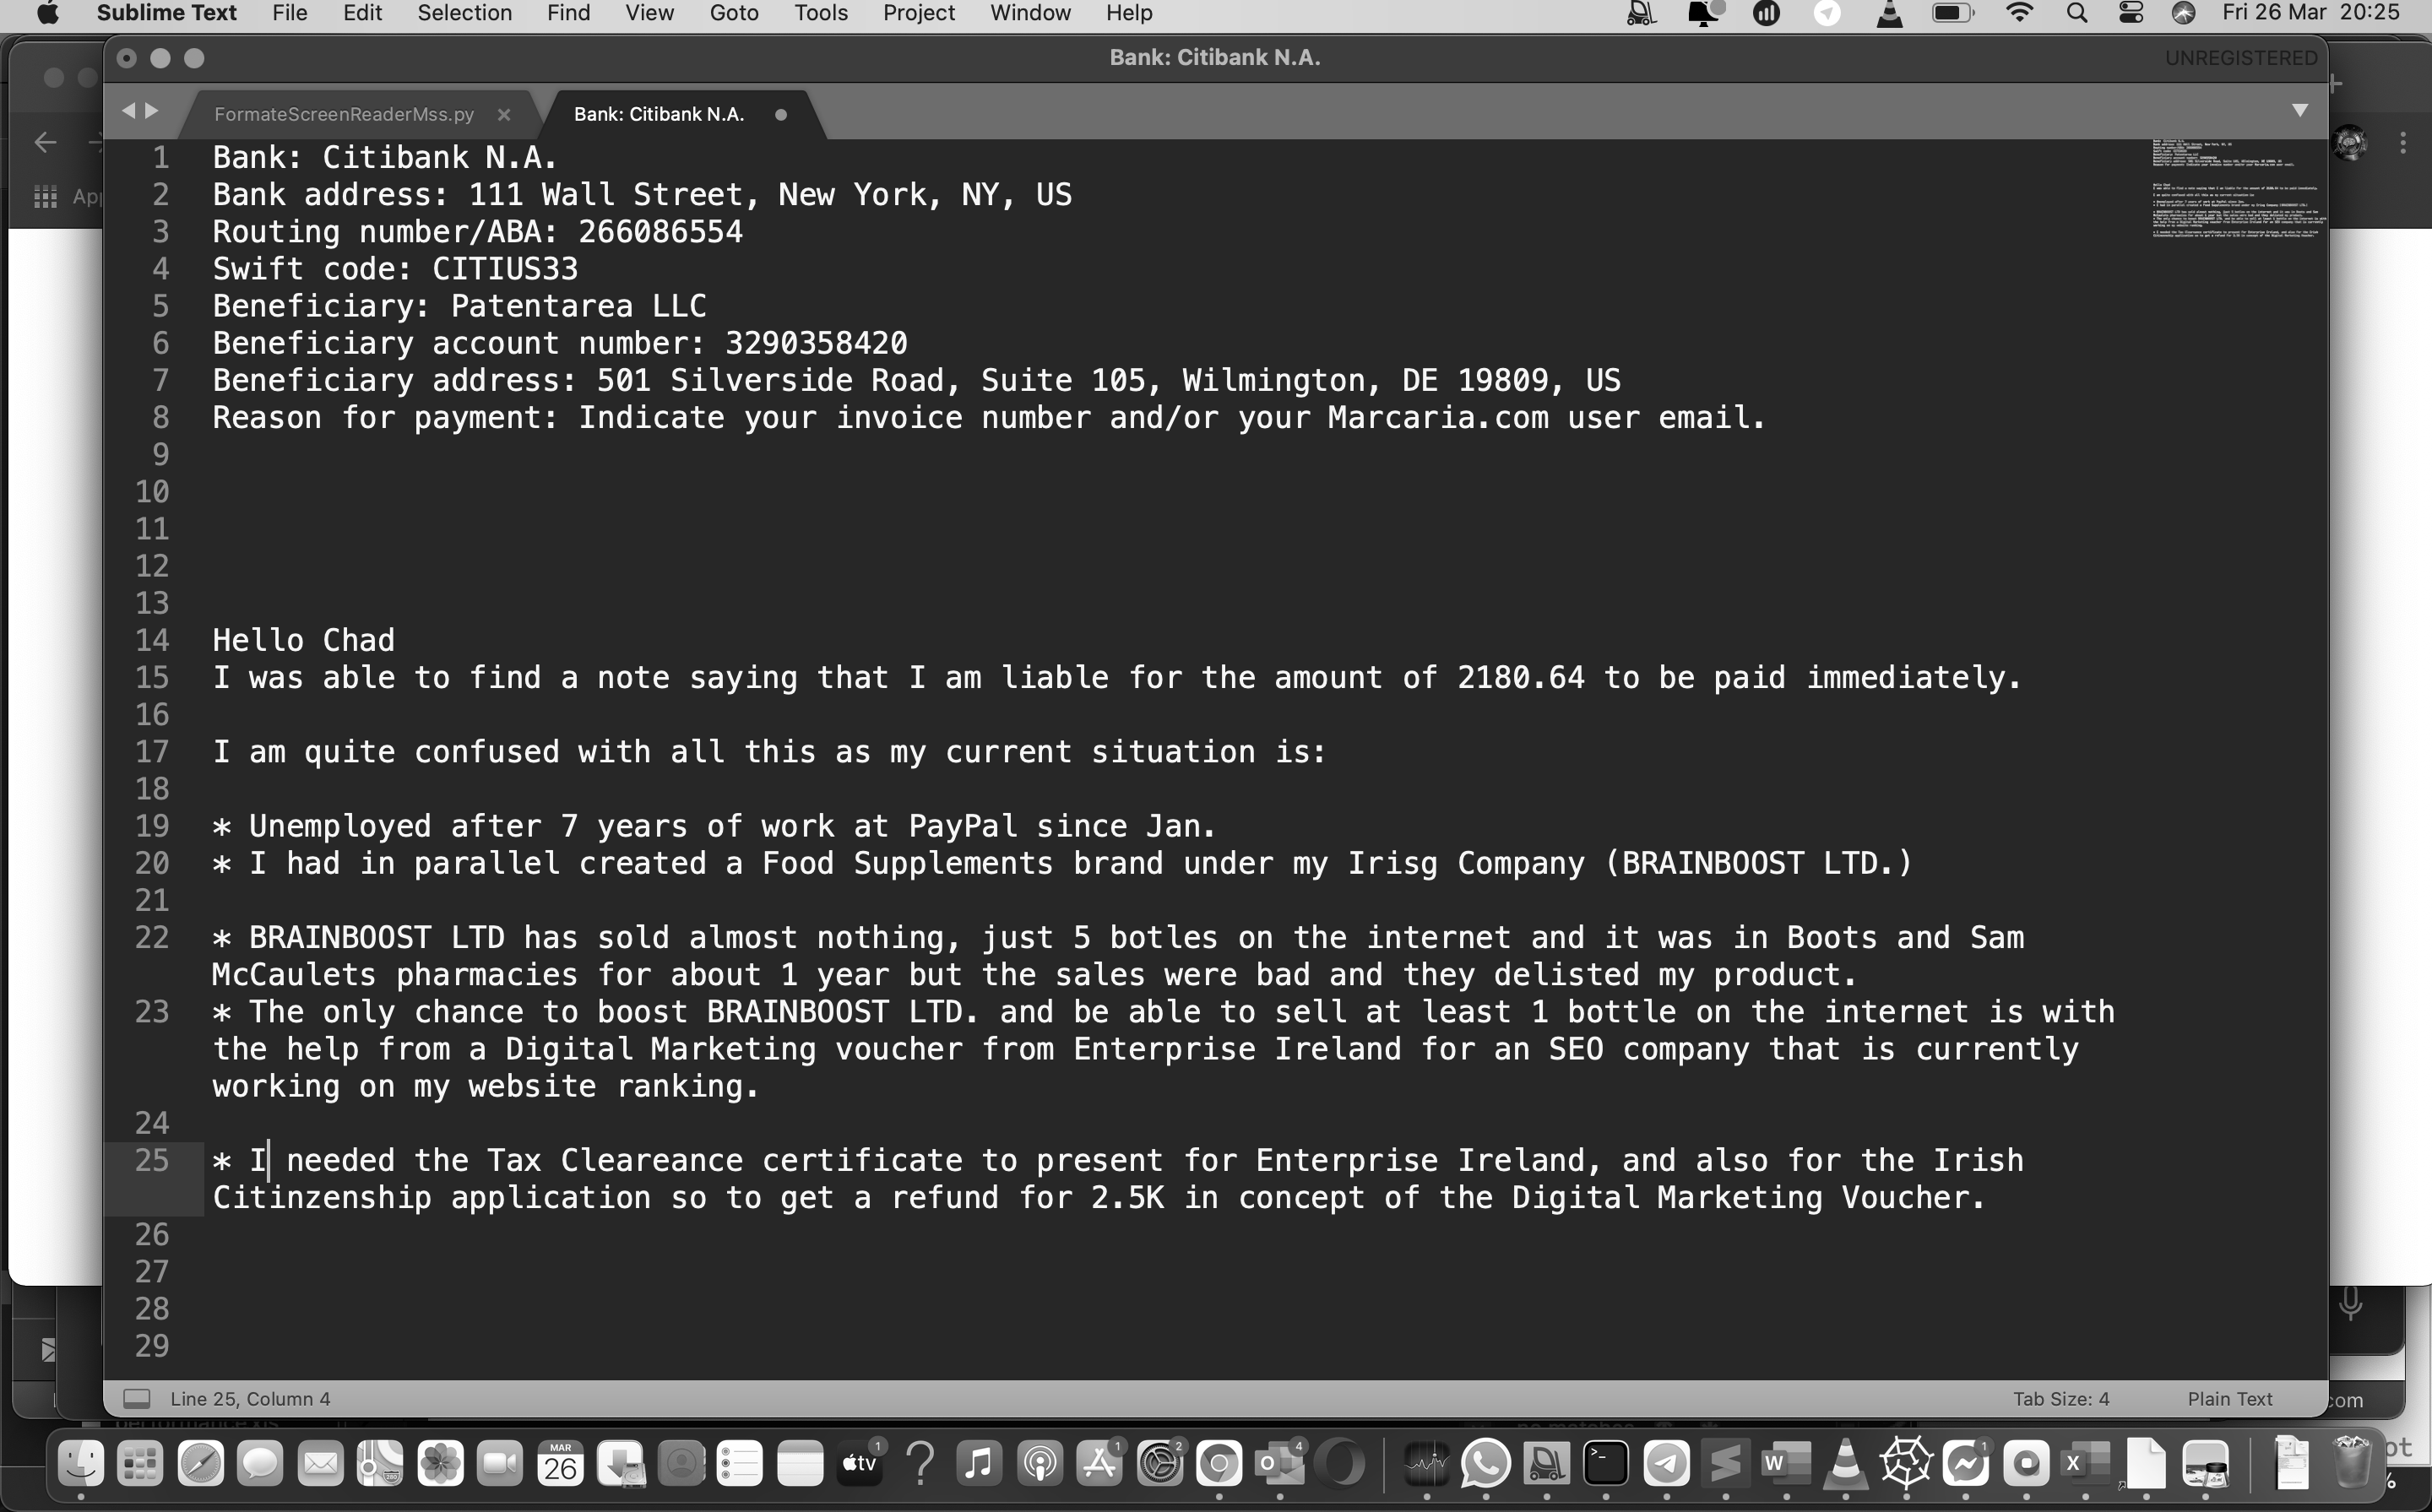 Sublime Text File Edit Selection Find View Goto Tools Project Window Help Fri 26 Mar 20:25
Bank: Citibank N.A. UNREGISTERED
FormateScreenReaderMss.py Bank: Citibank N.A.
1 Bank: Citibank N.A.
2 Bank address: 111 Wall Street, New York, NY, US
3 Routing number/ABA: 266086554
4 Swift code: CITIUS33
5 Beneficiary: Patentarea LLC
6 Beneficiary account number: 3290358420
7 Beneficiary address: 501 Silverside Road, Suite 105, Wilmington, DE 19809, US
8 Reason for payment: Indicate your invoice number and/or your Marcaria.com user email.
9
10
11
12
13
14 Hello Chad
15 I was able to find a note saying that I am liable for the amount of 2180.64 to be paid immediately.
16
17 I am quite confused with all this as my current situation is:
18
19 * Unemployed after 7 years of work at PayPal since Jan.
20 * I had in parallel created a Food Supplements brand under my Irisg Company (BRAINBOOST LTD.)
21
22 * BRAINBOOST LTD has sold almost nothing, just 5 botles on the internet and it was in Boots and Sam
McCaulets pharmacies for about 1 year but the sales were bad and they delisted my product.
23 * The only chance to boost BRAINBOOST LTD. and be able to sell at least 1 bottle on the internet is with
the help from a Digital Marketing voucher from Enterprise Ireland for an SEO company that is currently
working on my website ranking.
24
25 * I needed the Tax Cleareance certificate to present for Enterprise Ireland, and also for the Irish
Citinzenship application so to get a refund for 2.5K in concept of the Digital Marketing Voucher.
26
27
28
29
Line 25, Column 4 Tab Size: 4 Plain Text
MAR
26
tv